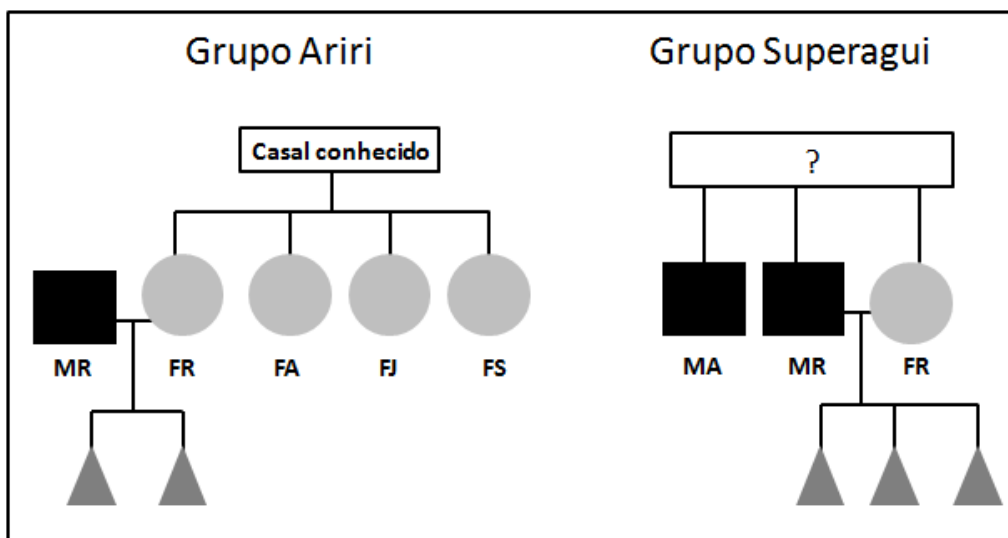 Grupo Ariri
Grupo Superagui
Casal conhecido
?
MR
FR
FA
FJ
FS
MA
MR
FR